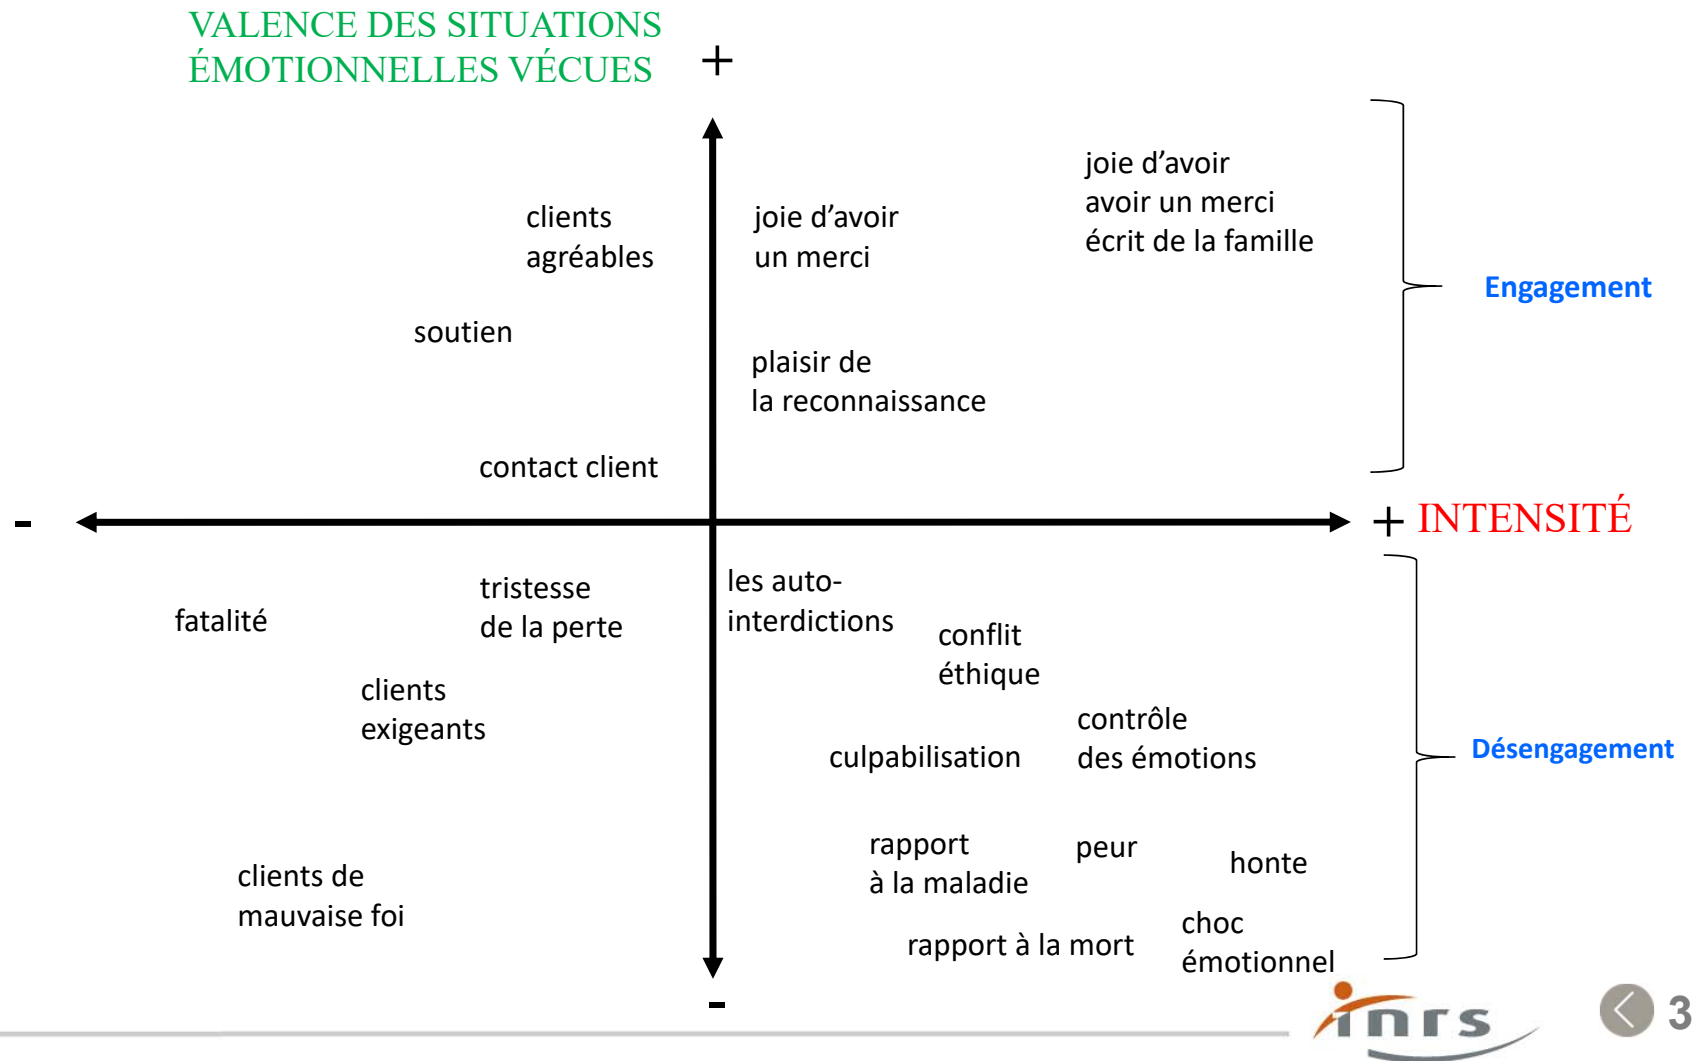 VALENCE DES SITUATIONS
ÉMOTIONNELLES VÉCUES
+
joie d’avoir
avoir un merci
écrit de la famille
clients
agréables
joie d’avoir
un merci
Engagement
soutien
plaisir de
la reconnaissance
contact client
-
+ INTENSITÉ
fatalité
tristesse
de la perte
les auto-
interdictions
conflit
éthique
clients
exigeants
culpabilisation
contrôle
des émotions
Désengagement
clients de
mauvaise foi
rapport
à la maladie
peur
honte
rapport à la mort
choc
émotionnel
-
inrs
3